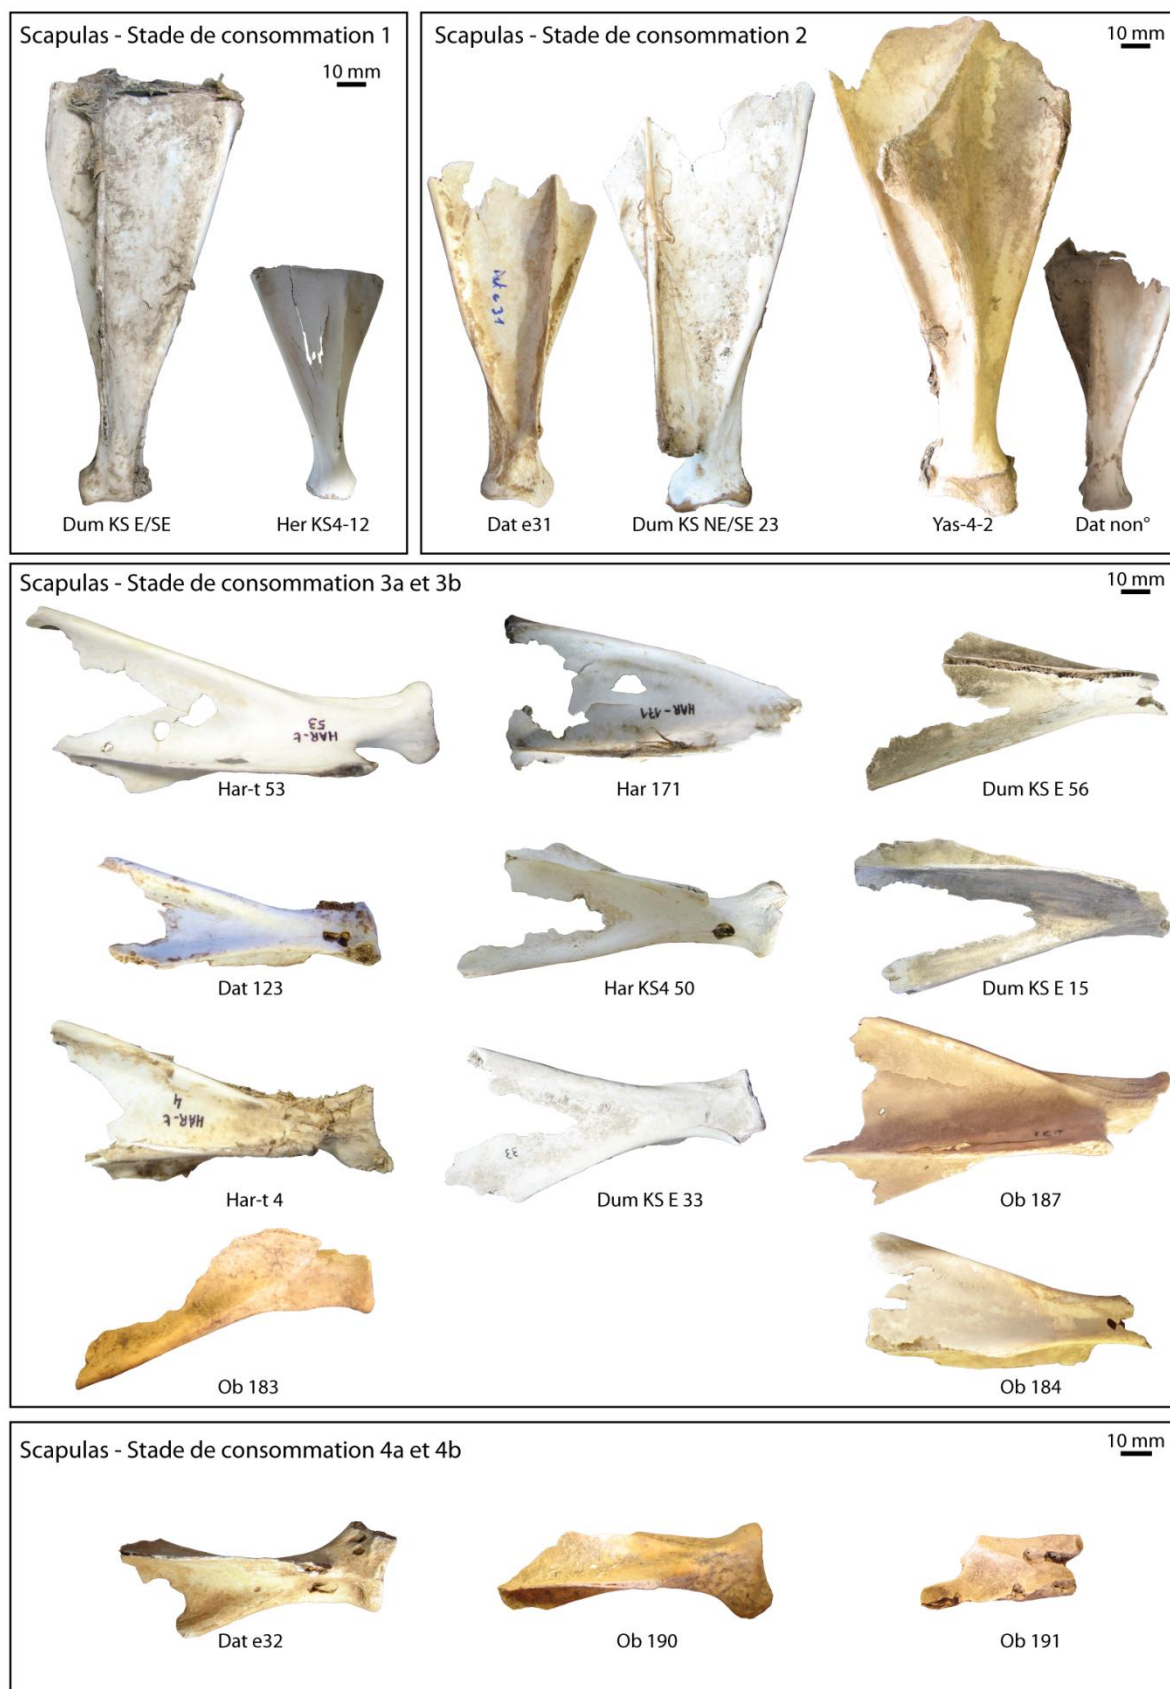 Scapulas - Stade de consommation 1
10 mm
Dum KS E/SE
Her KS4-12
Scapulas - Stade de consommation 2
10 mm
Dat e31
Dat e 31
Dum KS NE/SE 23
Yas-4-2
Dat non°
Scapulas - Stade de consommation 3a et 3b
10 mm
HAR-t
53
HAR-171
Har-t 53
Har 171
Dum KS E 56
Dat 123
Har KS4 50
Dum KS E 15
HAR-t
4
33
Har-t 4
Dum KS E 33
Ob 187
Ob 183
Ob 184
Scapulas - Stade de consommation 4a et 4b
10 mm
Dat e32
Ob 190
Ob 191